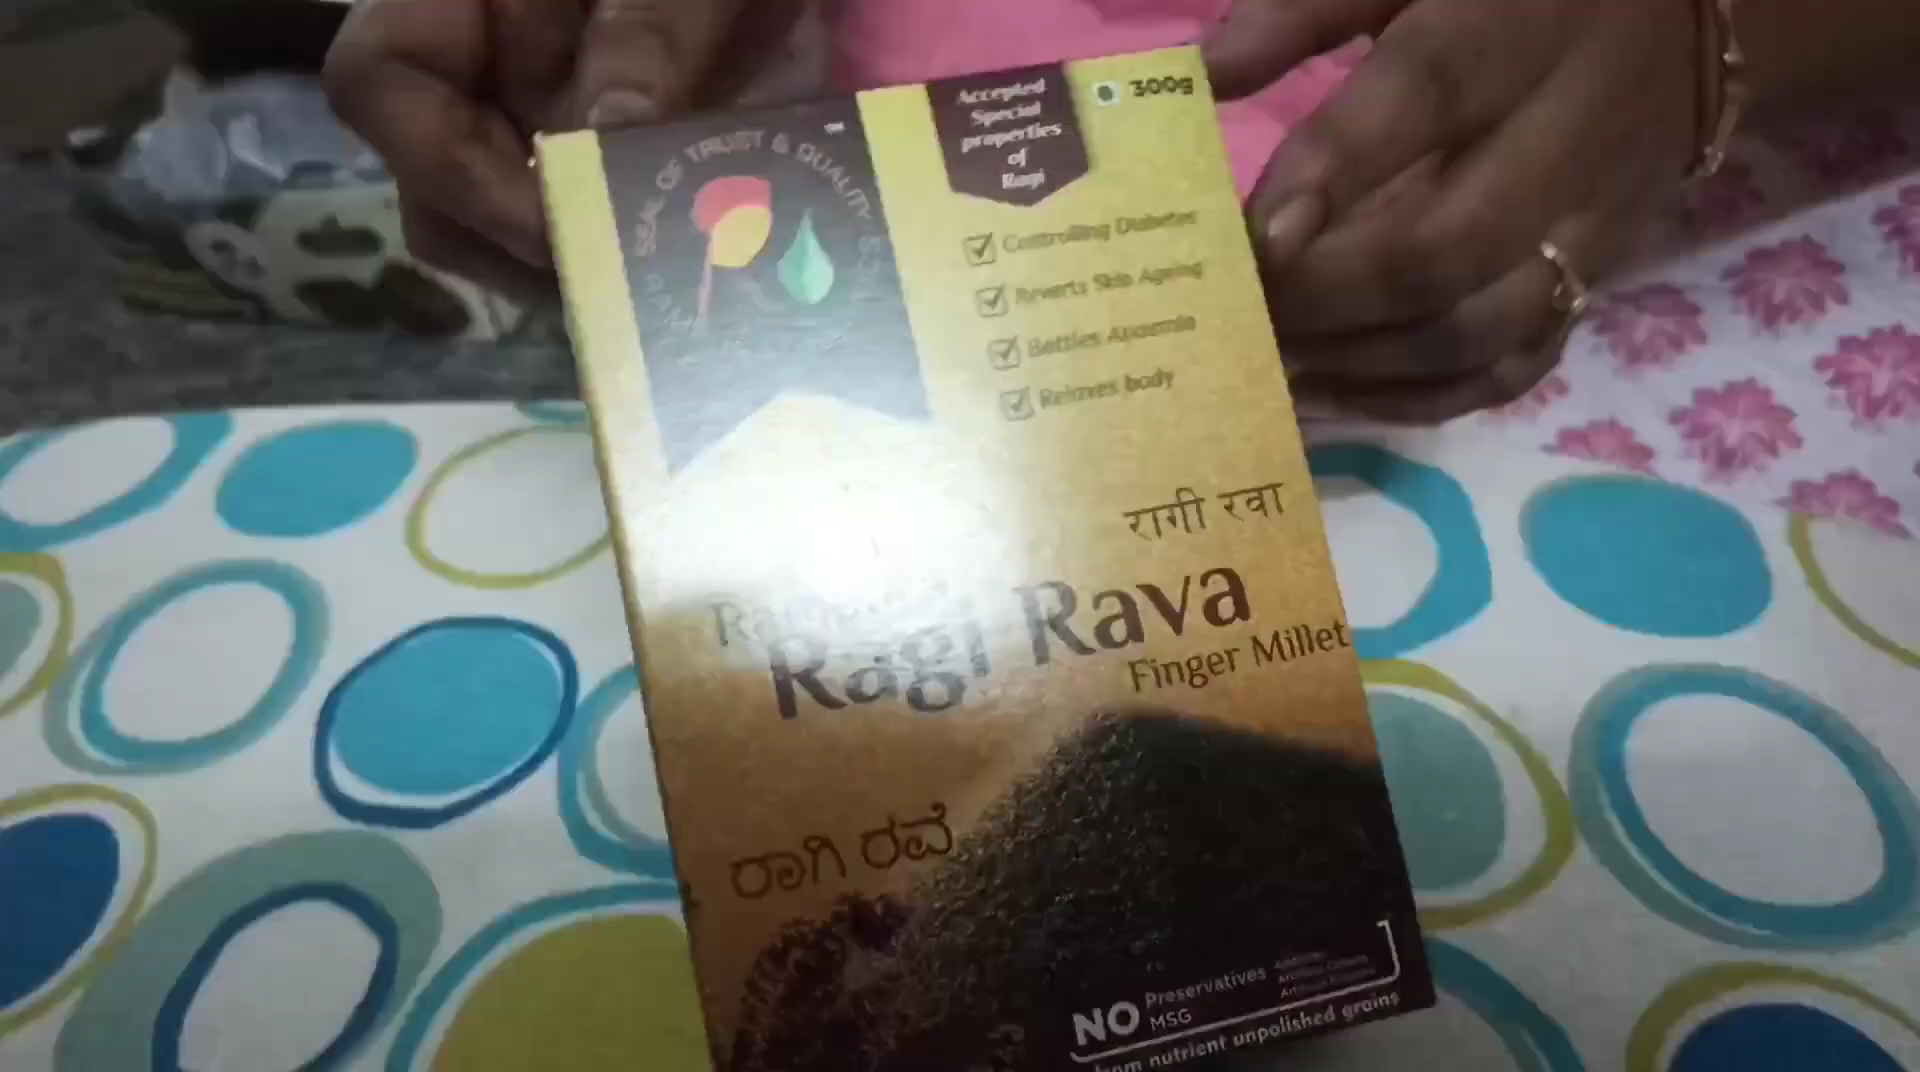 SEAL OF TRUST & QUALITY
Accepted
Special
properties
of
Ragi
300g
Controlling Diabetes
Reverts Skin Ageing
Battles Anaemia
Relaxes body
रागी रवा
Ragi Rava
Finger Millet
ರಾಗಿ ರವೆ
NO
Preservatives
MSG
nutrient unpolished grains